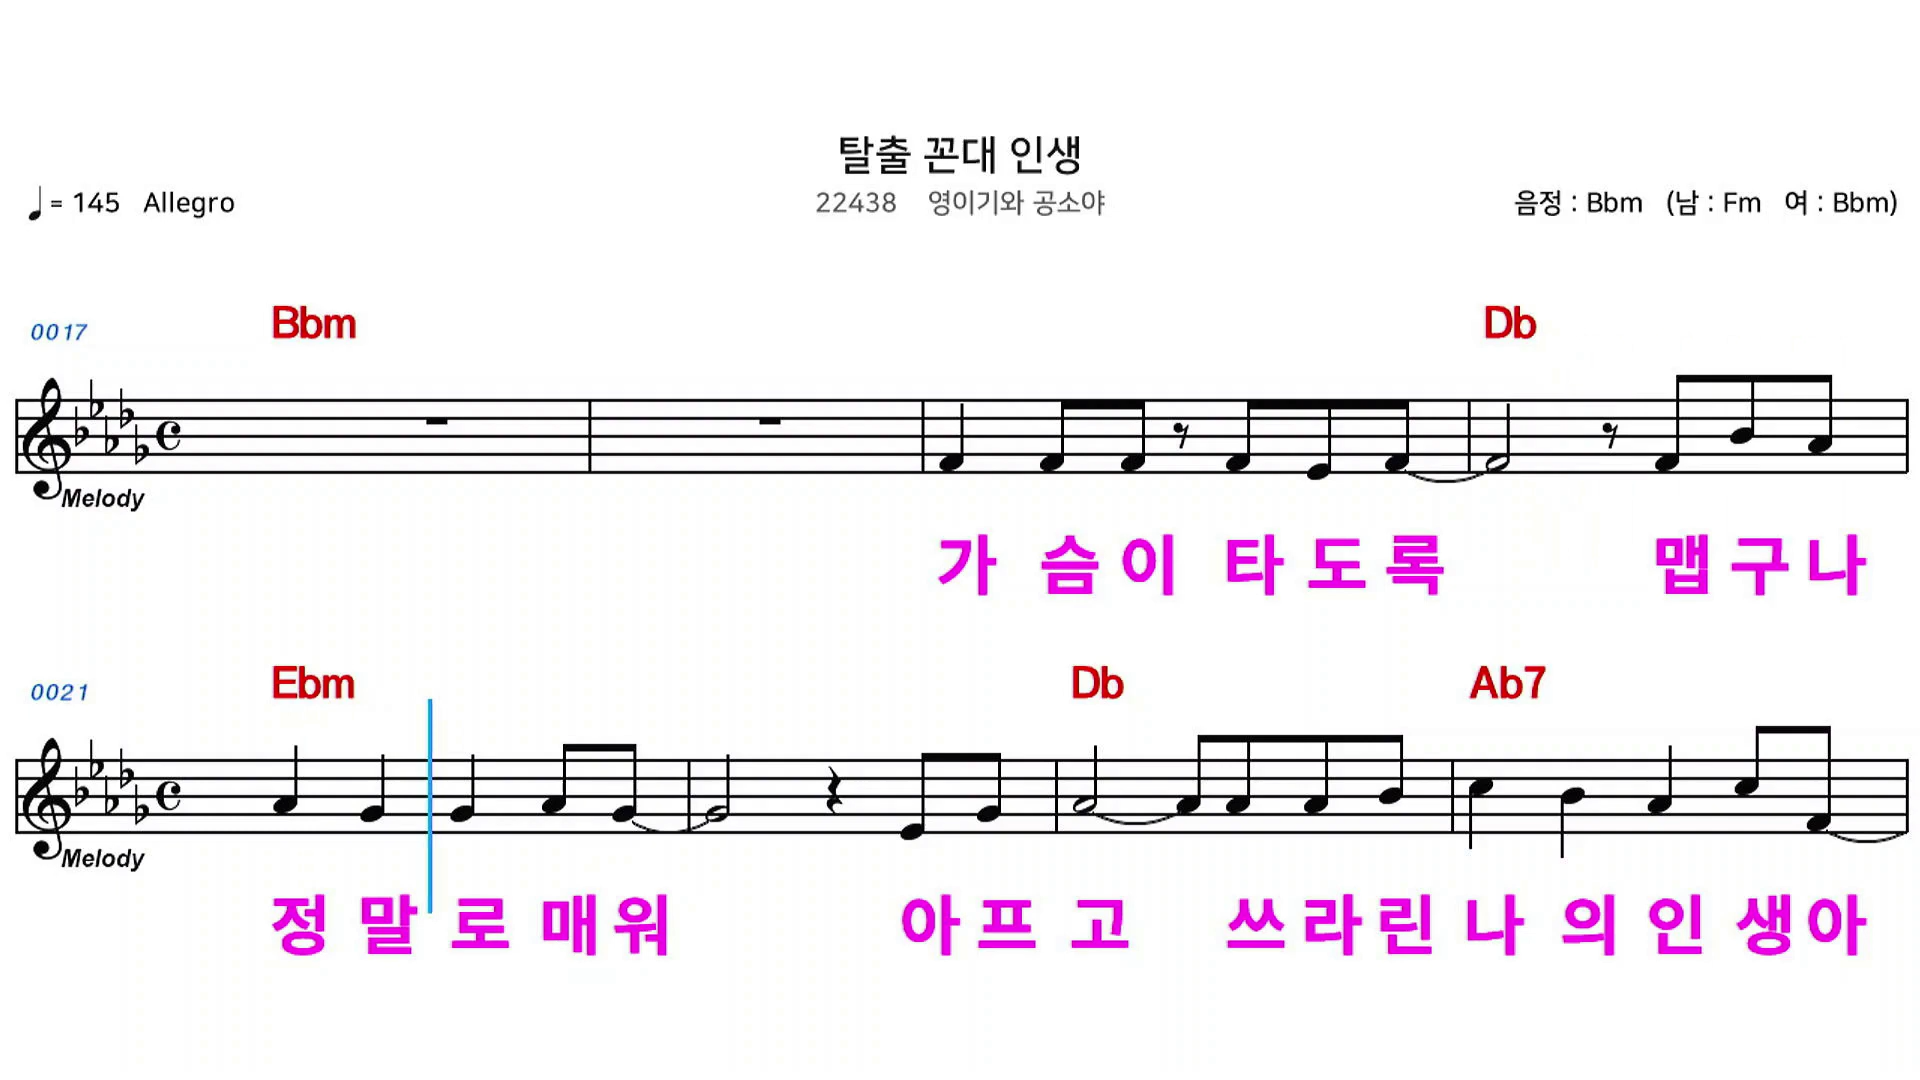 탈출 꼰대 인생
♩= 145 Allegro 22438 영이기와 공소야 음정 : Bbm (남 : Fm 여 : Bbm)
0017 Bbm Db
Melody
가 슴 이 타 도 록 맵 구 나
0021 Ebm Db Ab7
Melody
정 말 로 매 워 아 프 고 쓰 라 린 나 의 인 생 아